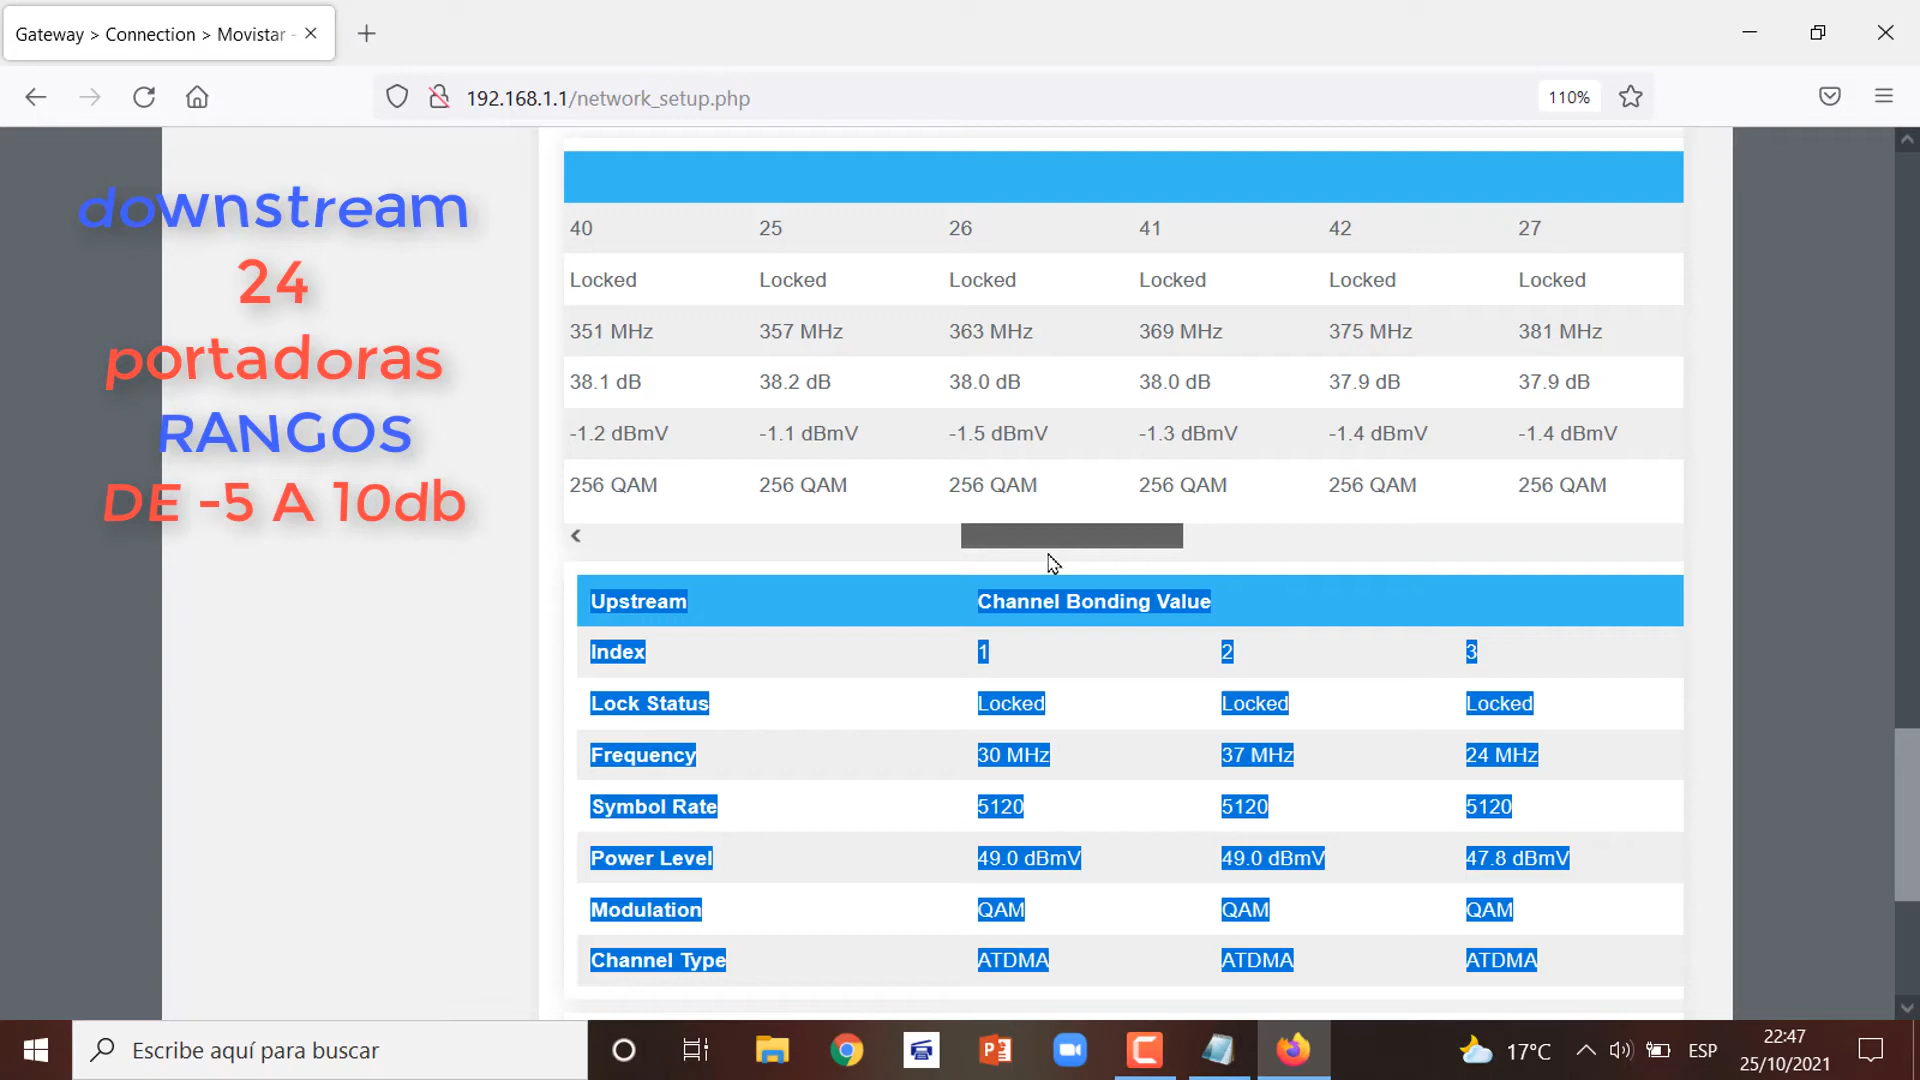 Gateway > Connection > Movistar -
192.168.1.1/network_setup.php
110%
downstream
24
portadoras
RANGOS
DE -5 A 10db
40 25 26 41 42 27
Locked Locked Locked Locked Locked Locked
351 MHz 357 MHz 363 MHz 369 MHz 375 MHz 381 MHz
38.1 dB 38.2 dB 38.0 dB 38.0 dB 37.9 dB 37.9 dB
-1.2 dBmV -1.1 dBmV -1.5 dBmV -1.3 dBmV -1.4 dBmV -1.4 dBmV
256 QAM 256 QAM 256 QAM 256 QAM 256 QAM 256 QAM
Upstream Channel Bonding Value
Index 1 2 3
Lock Status Locked Locked Locked
Frequency 30 MHz 37 MHz 24 MHz
Symbol Rate 5120 5120 5120
Power Level 49.0 dBmV 49.0 dBmV 47.8 dBmV
Modulation QAM QAM QAM
Channel Type ATDMA ATDMA ATDMA
Escribe aquí para buscar
17°C
ESP
22:47
25/10/2021